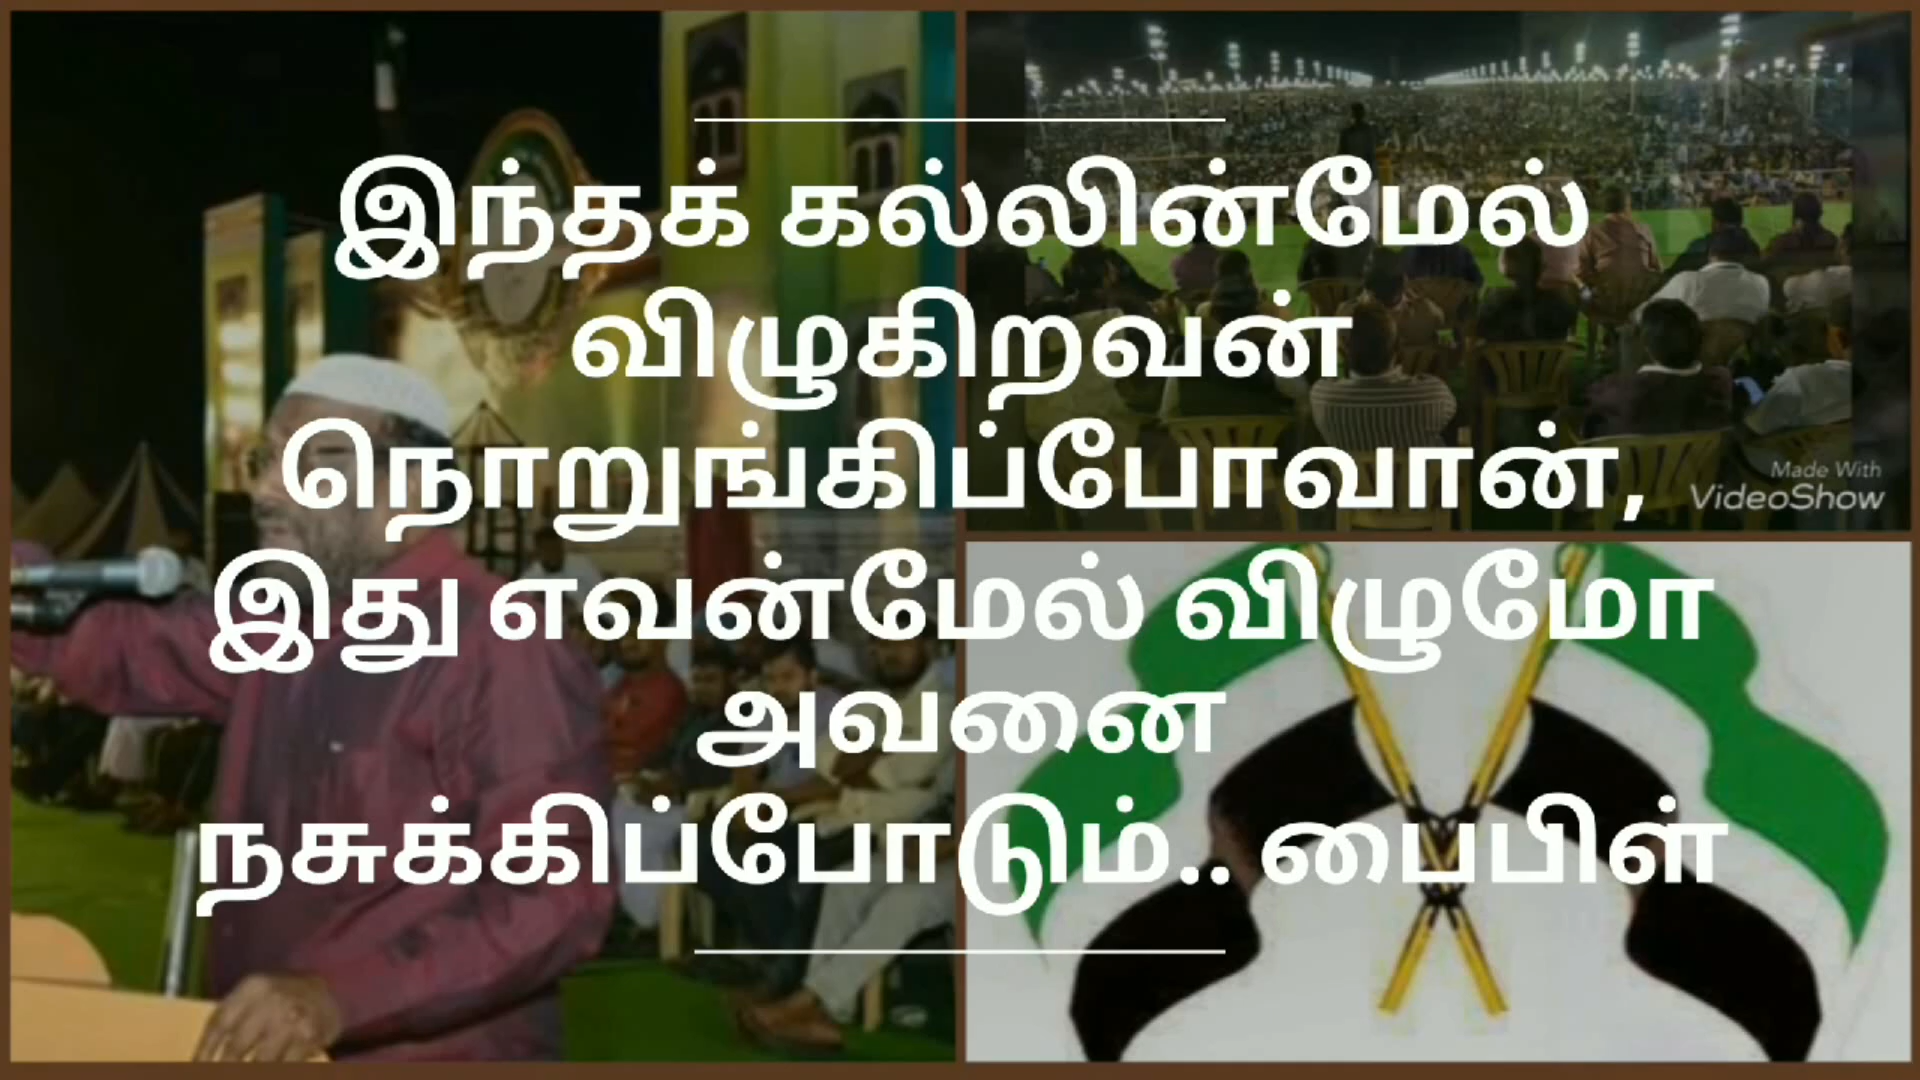 இந்தக் கல்லின்மேல்
விழுகிறவன்
நொறுங்கிப்போவான்,
இது எவன்மேல் விழுமோ
அவனை
நசுக்கிப்போடும்.. பைபிள்
Made With
VideoShow